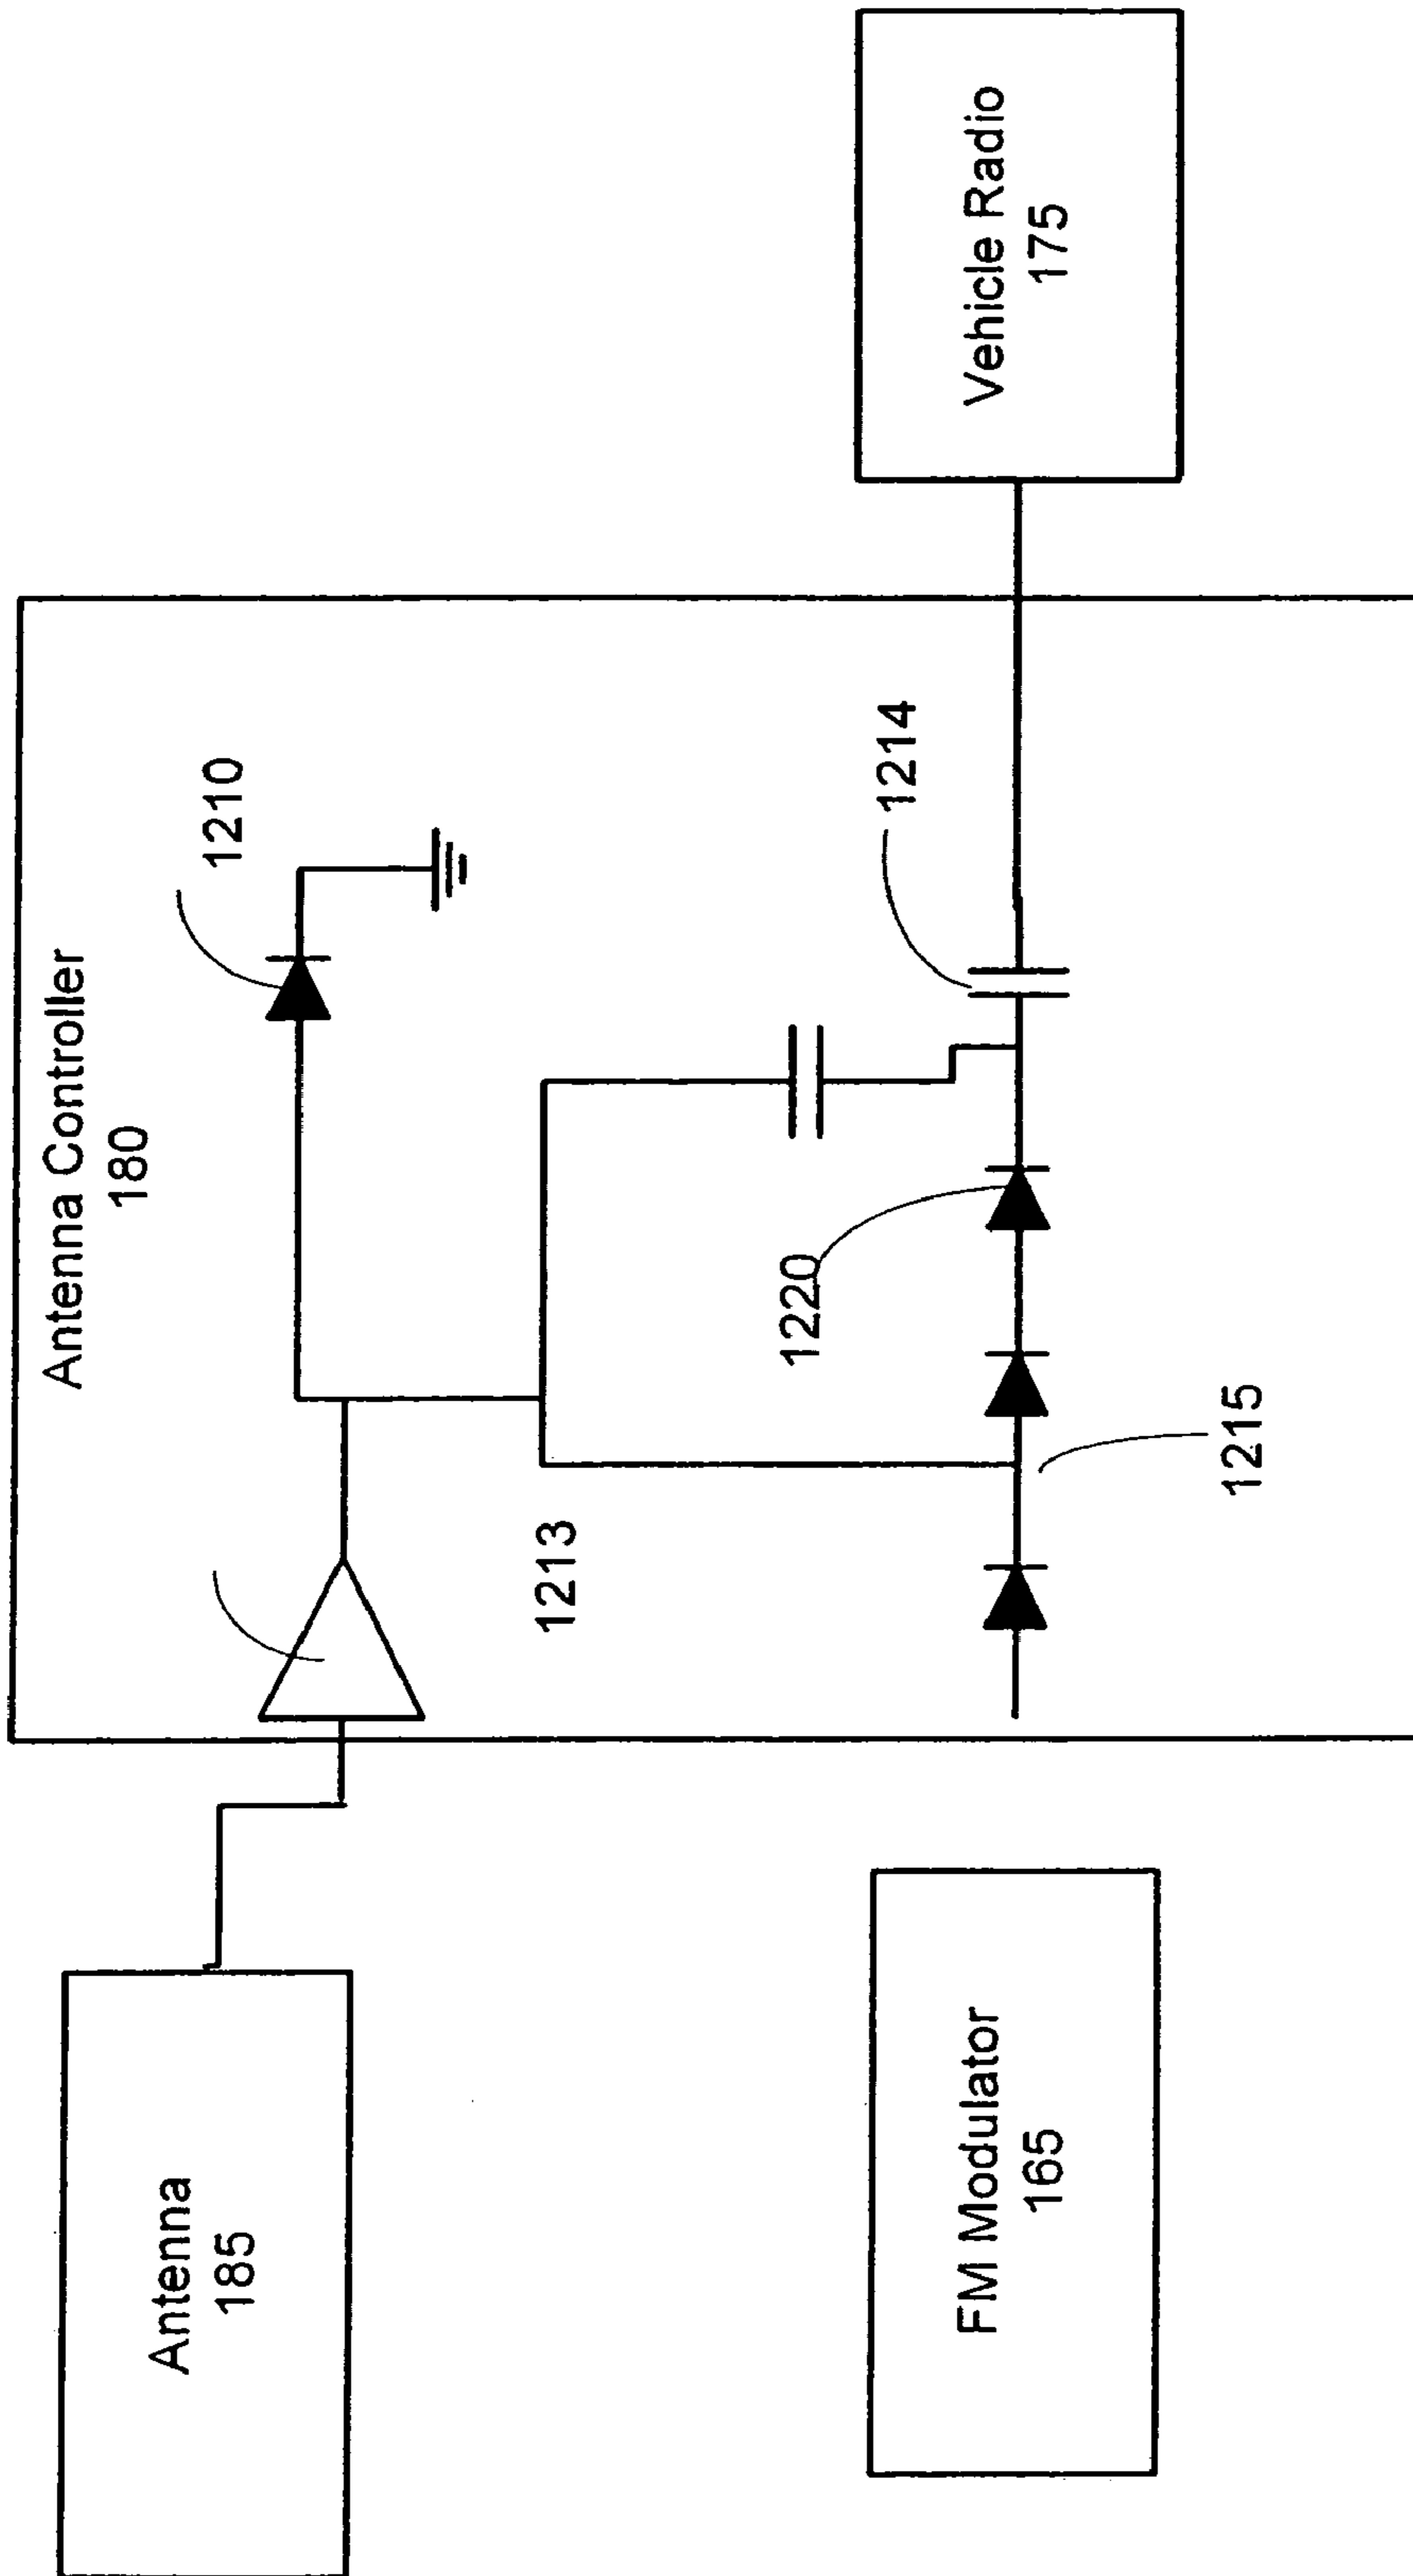 Antenna Controller
180
1210
Antenna
185
1213
1220
1214
1215
FM Modulator
165
Vehicle Radio
175